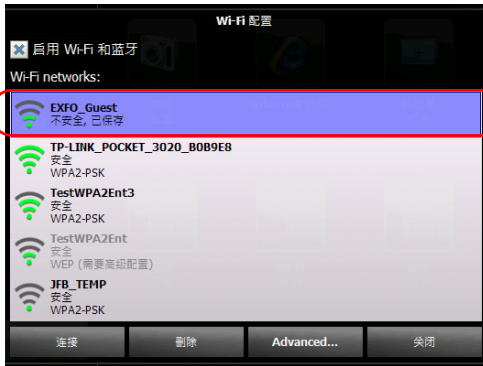 Wi-Fi 配置
启用 Wi-Fi 和蓝牙
Wi-Fi networks:
EXFO_Guest
不安全, 已保存
TP-LINK_POCKET_3020_B0B9E8
安全
WPA2-PSK
TestWPA2Ent3
安全
WPA2-PSK
TestWPA2Ent
安全
WEP (需要高级配置)
JFB_TEMP
安全
WPA2-PSK
连接
删除
Advanced...
关闭